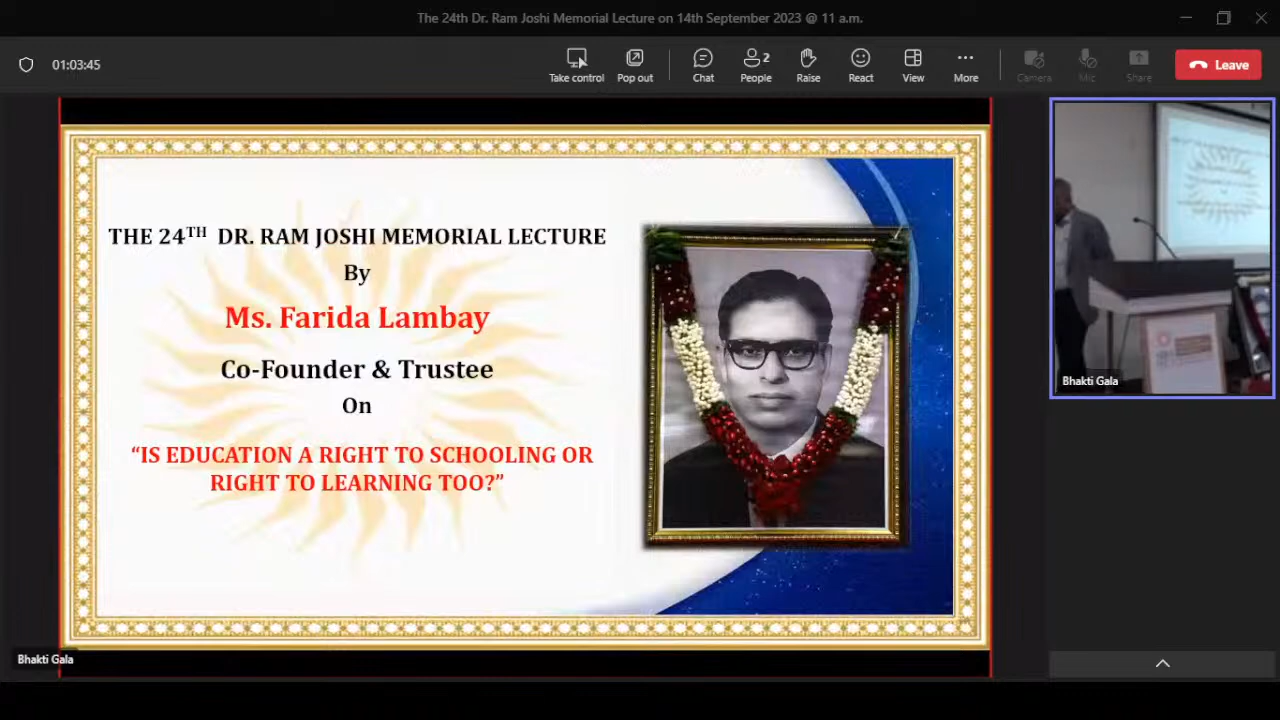 The 24th Dr. Ram Joshi Memorial Lecture on 14th September 2023 @ 11 a.m.
01:03:45
Take control
Pop out
Chat
People
2
Raise
React
View
More
Camera
Mic
Share
Leave
THE 24TH DR. RAM JOSHI MEMORIAL LECTURE
By
Ms. Farida Lambay
Co-Founder & Trustee
On
“IS EDUCATION A RIGHT TO SCHOOLING OR
RIGHT TO LEARNING TOO?”
Bhakti Gala
Bhakti Gala